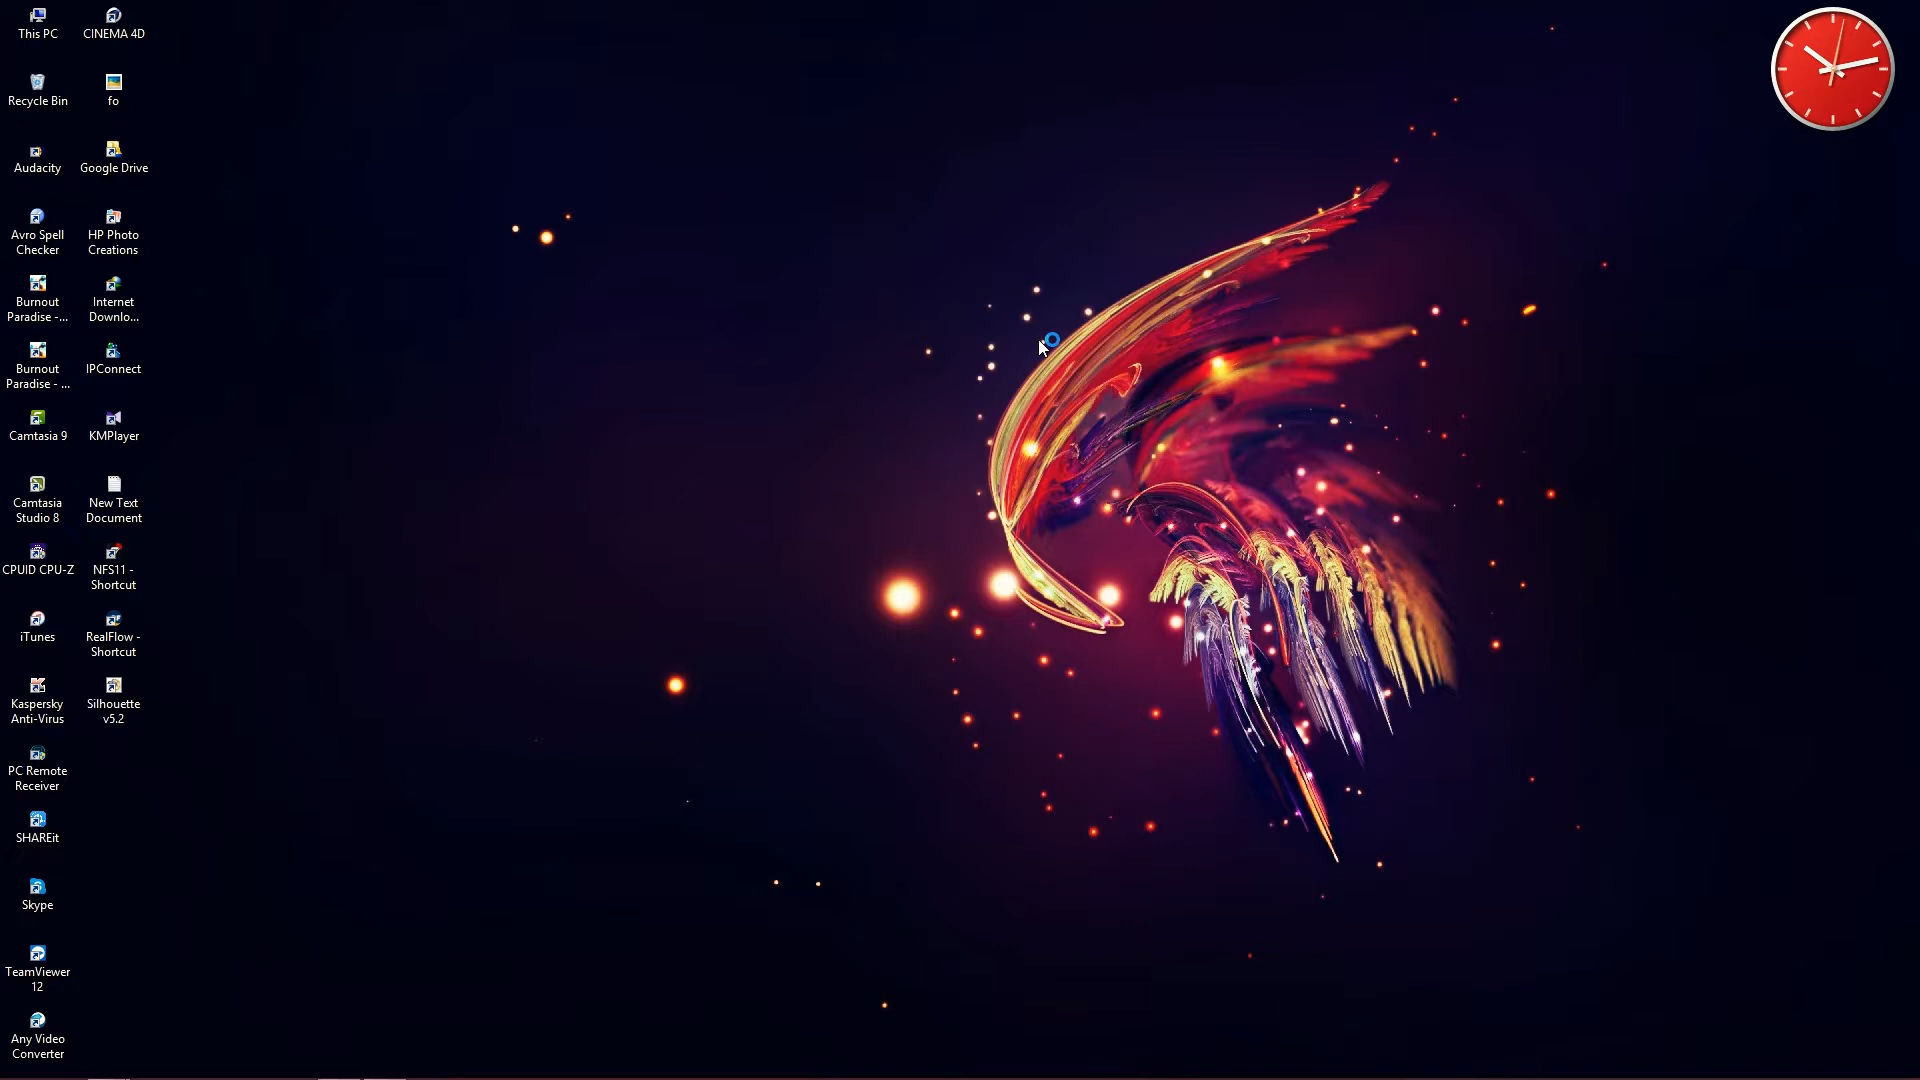 This PC
CINEMA 4D
Recycle Bin
fo
Audacity
Google Drive
Avro Spell
Checker
HP Photo
Creations
Burnout
Paradise -...
Internet
Downlo...
Burnout
Paradise - ...
IPConnect
Camtasia 9
KMPlayer
Camtasia
Studio 8
New Text
Document
CPUID CPU-Z
NFS11 -
Shortcut
iTunes
RealFlow -
Shortcut
Kaspersky
Anti-Virus
Silhouette
v5.2
PC Remote
Receiver
SHAREit
Skype
TeamViewer
12
Any Video
Converter